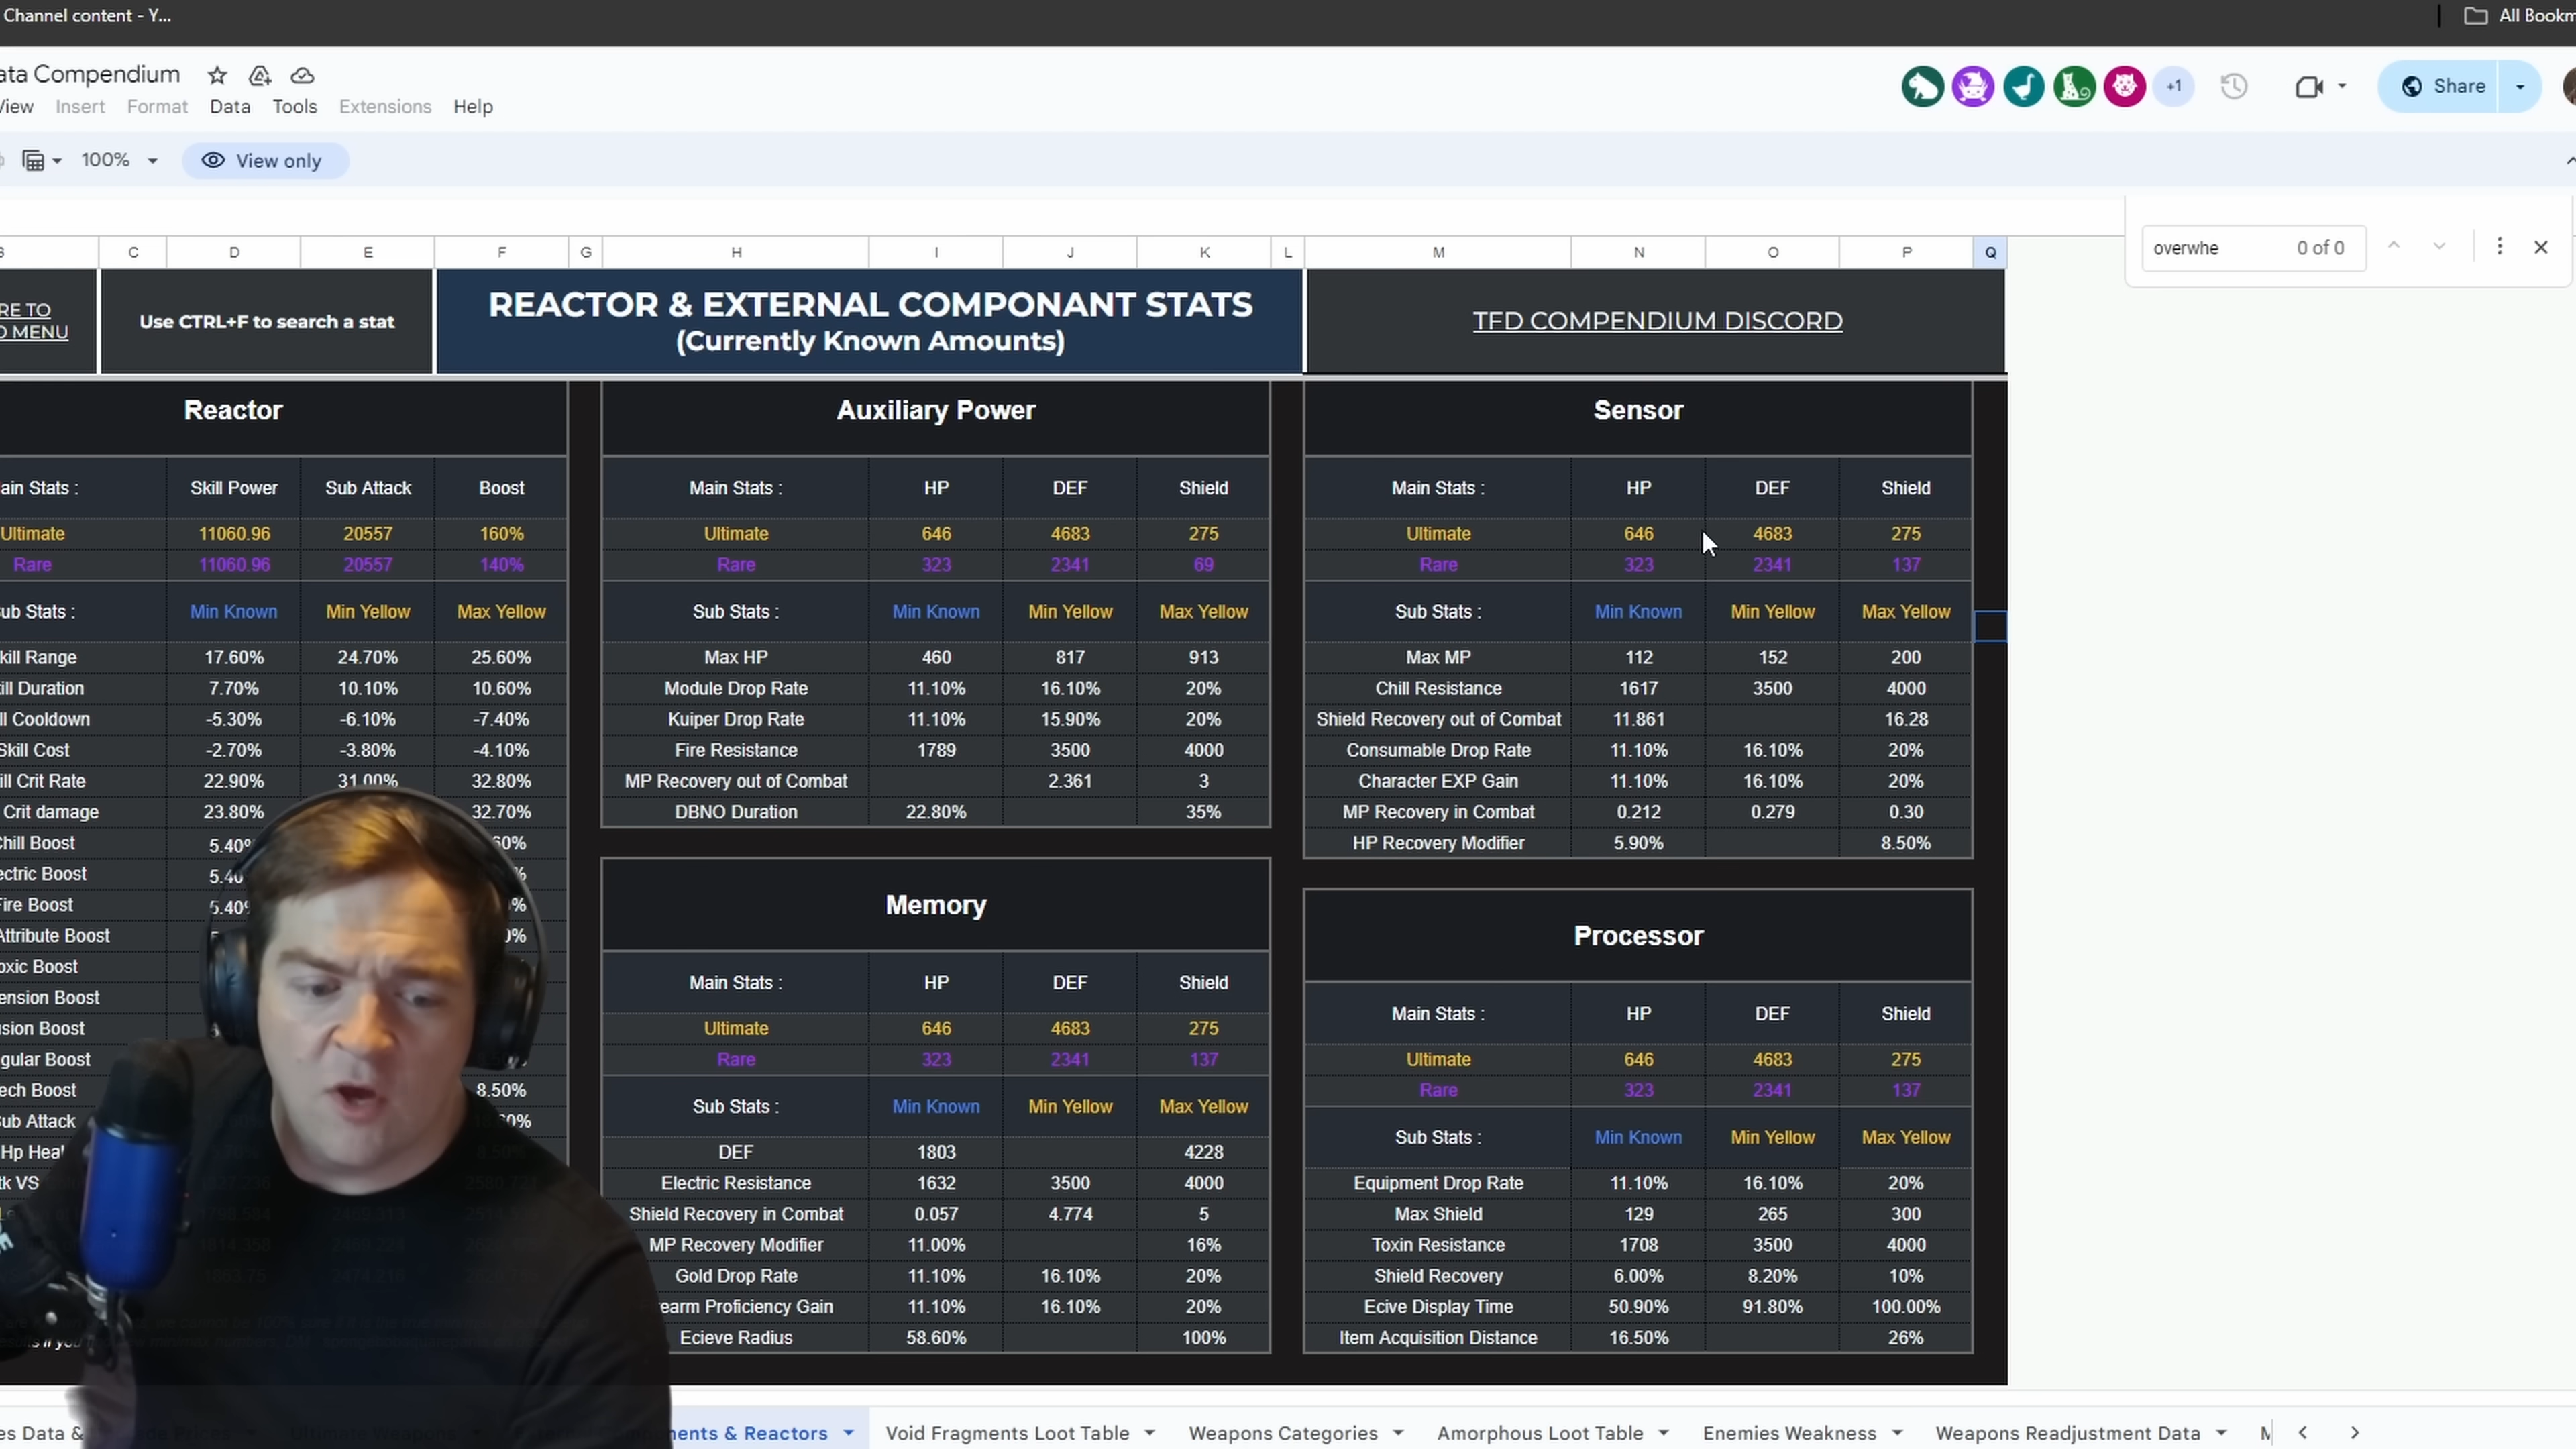 Channel content - Y...
All Bookm
ata Compendium
View Insert Format Data Tools Extensions Help
+1
Share
100%
View only
overwhe 0 of 0
C D E F G H I J K L M N O P Q
RE TO
D MENU
Use CTRL+F to search a stat
REACTOR & EXTERNAL COMPONANT STATS
(Currently Known Amounts)
TFD COMPENDIUM DISCORD
Reactor
ain Stats : Skill Power Sub Attack Boost
Ultimate 11060.96 20557 160%
Rare 11060.96 20557 140%
ub Stats : Min Known Min Yellow Max Yellow
kill Range 17.60% 24.70% 25.60%
ill Duration 7.70% 10.10% 10.60%
ll Cooldown -5.30% -6.10% -7.40%
Skill Cost -2.70% -3.80% -4.10%
ill Crit Rate 22.90% 31.00% 32.80%
Crit damage 23.80% 32.70%
Chill Boost 5.40% 60%
ectric Boost 5.40 %
Fire Boost 5.40% %
Attribute Boost 0%
oxic Boost
ension Boost
usion Boost
gular Boost
ech Boost 8.50%
Sub Attack 60%
Hp Heal
tk VS
Auxiliary Power
Main Stats : HP DEF Shield
Ultimate 646 4683 275
Rare 323 2341 69
Sub Stats : Min Known Min Yellow Max Yellow
Max HP 460 817 913
Module Drop Rate 11.10% 16.10% 20%
Kuiper Drop Rate 11.10% 15.90% 20%
Fire Resistance 1789 3500 4000
MP Recovery out of Combat 2.361 3
DBNO Duration 22.80% 35%
Memory
Main Stats : HP DEF Shield
Ultimate 646 4683 275
Rare 323 2341 137
Sub Stats : Min Known Min Yellow Max Yellow
DEF 1803 4228
Electric Resistance 1632 3500 4000
Shield Recovery in Combat 0.057 4.774 5
MP Recovery Modifier 11.00% 16%
Gold Drop Rate 11.10% 16.10% 20%
earm Proficiency Gain 11.10% 16.10% 20%
Ecieve Radius 58.60% 100%
Sensor
Main Stats : HP DEF Shield
Ultimate 646 4683 275
Rare 323 2341 137
Sub Stats : Min Known Min Yellow Max Yellow
Max MP 112 152 200
Chill Resistance 1617 3500 4000
Shield Recovery out of Combat 11.861 16.28
Consumable Drop Rate 11.10% 16.10% 20%
Character EXP Gain 11.10% 16.10% 20%
MP Recovery in Combat 0.212 0.279 0.30
HP Recovery Modifier 5.90% 8.50%
Processor
Main Stats : HP DEF Shield
Ultimate 646 4683 275
Rare 323 2341 137
Sub Stats : Min Known Min Yellow Max Yellow
Equipment Drop Rate 11.10% 16.10% 20%
Max Shield 129 265 300
Toxin Resistance 1708 3500 4000
Shield Recovery 6.00% 8.20% 10%
Ecive Display Time 50.90% 91.80% 100.00%
Item Acquisition Distance 16.50% 26%
es Data & nents & Reactors Void Fragments Loot Table Weapons Categories Amorphous Loot Table Enemies Weakness Weapons Readjustment Data